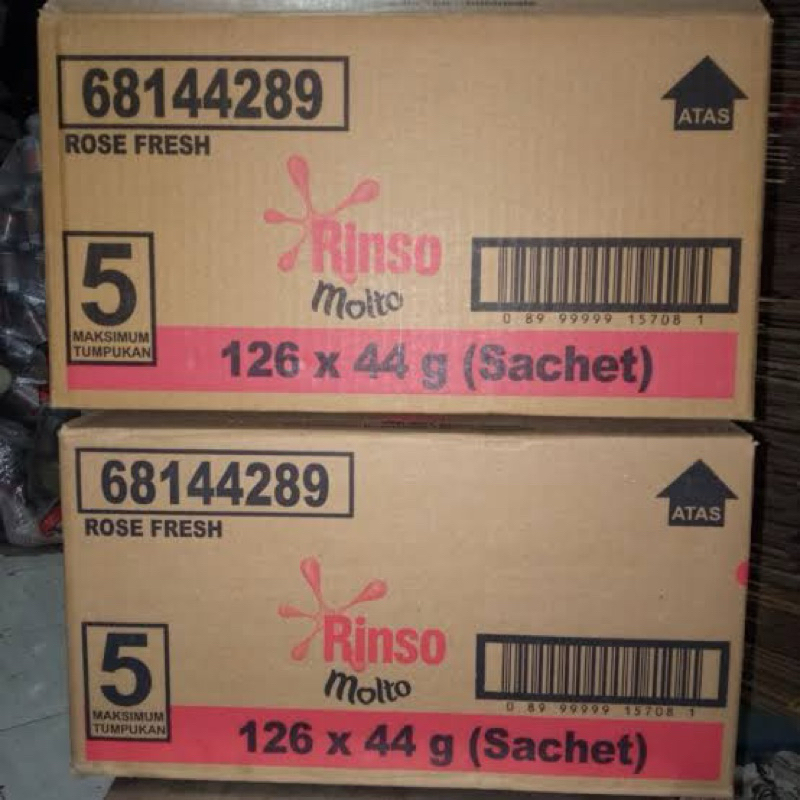 68144289
ATAS
ROSE FRESH
Rinso
Molto
5
MAKSIMUM
TUMPUKAN
0 89 99999 15708 1
126 x 44 g (Sachet)
68144289
ATAS
ROSE FRESH
Rinso
Molto
5
MAKSIMUM
TUMPUKAN
0 89 99999 15708 1
126 x 44 g (Sachet)